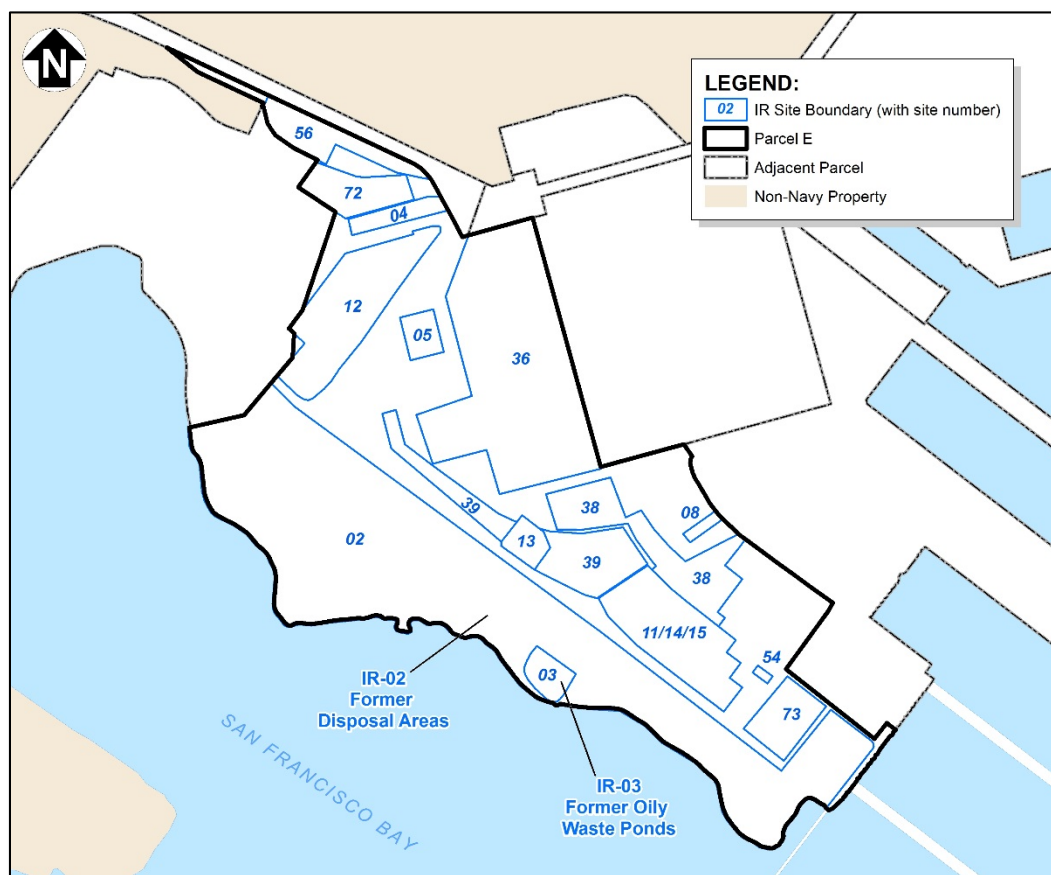 N
LEGEND:
02 IR Site Boundary (with site number)
Parcel E
Adjacent Parcel
Non-Navy Property
56
72
04
12
05
36
39
38
08
02
13
39
38
11/14/15
54
03
73
IR-02
Former
Disposal Areas
IR-03
Former Oily
Waste Ponds
SAN FRANCISCO BAY